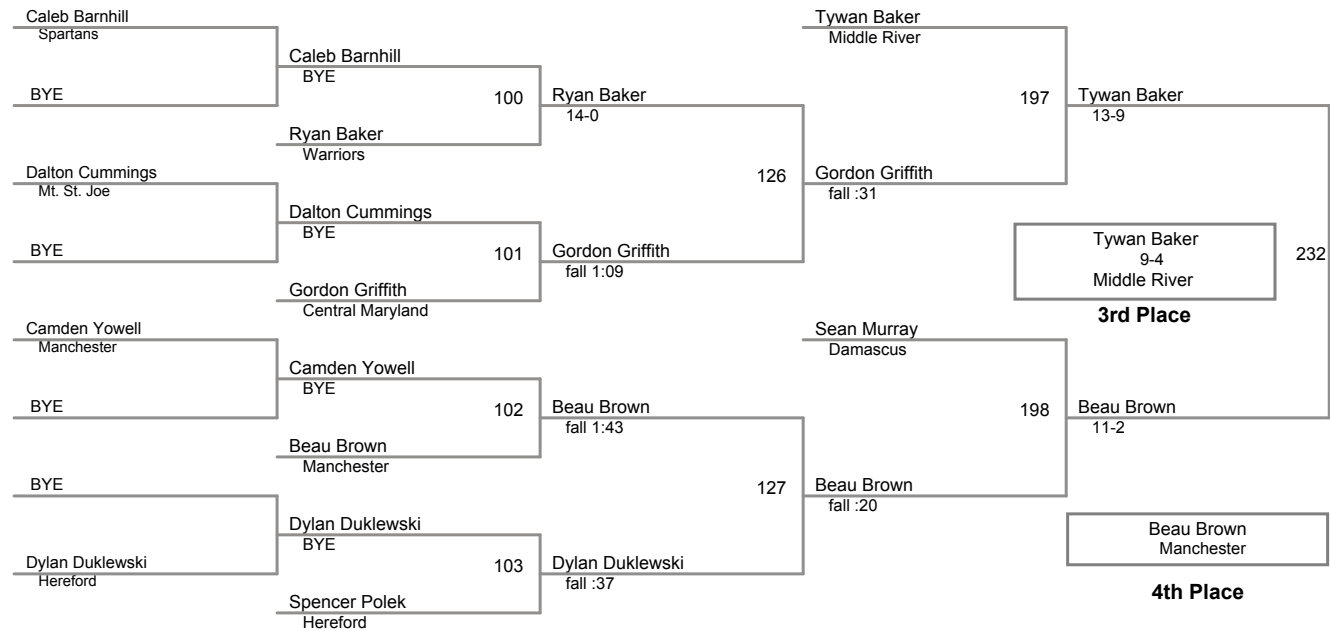 Caleb Barnhill
Spartans
BYE
Dalton Cummings
Mt. St. Joe
BYE
Camden Yowell
Manchester
BYE
BYE
Dylan Duklewski
Hereford
Caleb Barnhill
BYE
100
Ryan Baker
Warriors
Dalton Cummings
BYE
101
Gordon Griffith
Central Maryland
Camden Yowell
BYE
102
Beau Brown
Manchester
Dylan Duklewski
BYE
103
Spencer Polek
Hereford
Ryan Baker
14-0
126
Gordon Griffith
fall 1:09
Beau Brown
fall 1:43
127
Dylan Duklewski
fall :37
Tywan Baker
Middle River
197
Gordon Griffith
fall :31
Sean Murray
Damascus
198
Beau Brown
fall :20
Tywan Baker
13-9
232
Beau Brown
11-2
Tywan Baker
9-4
Middle River
3rd Place
Beau Brown
Manchester
4th Place